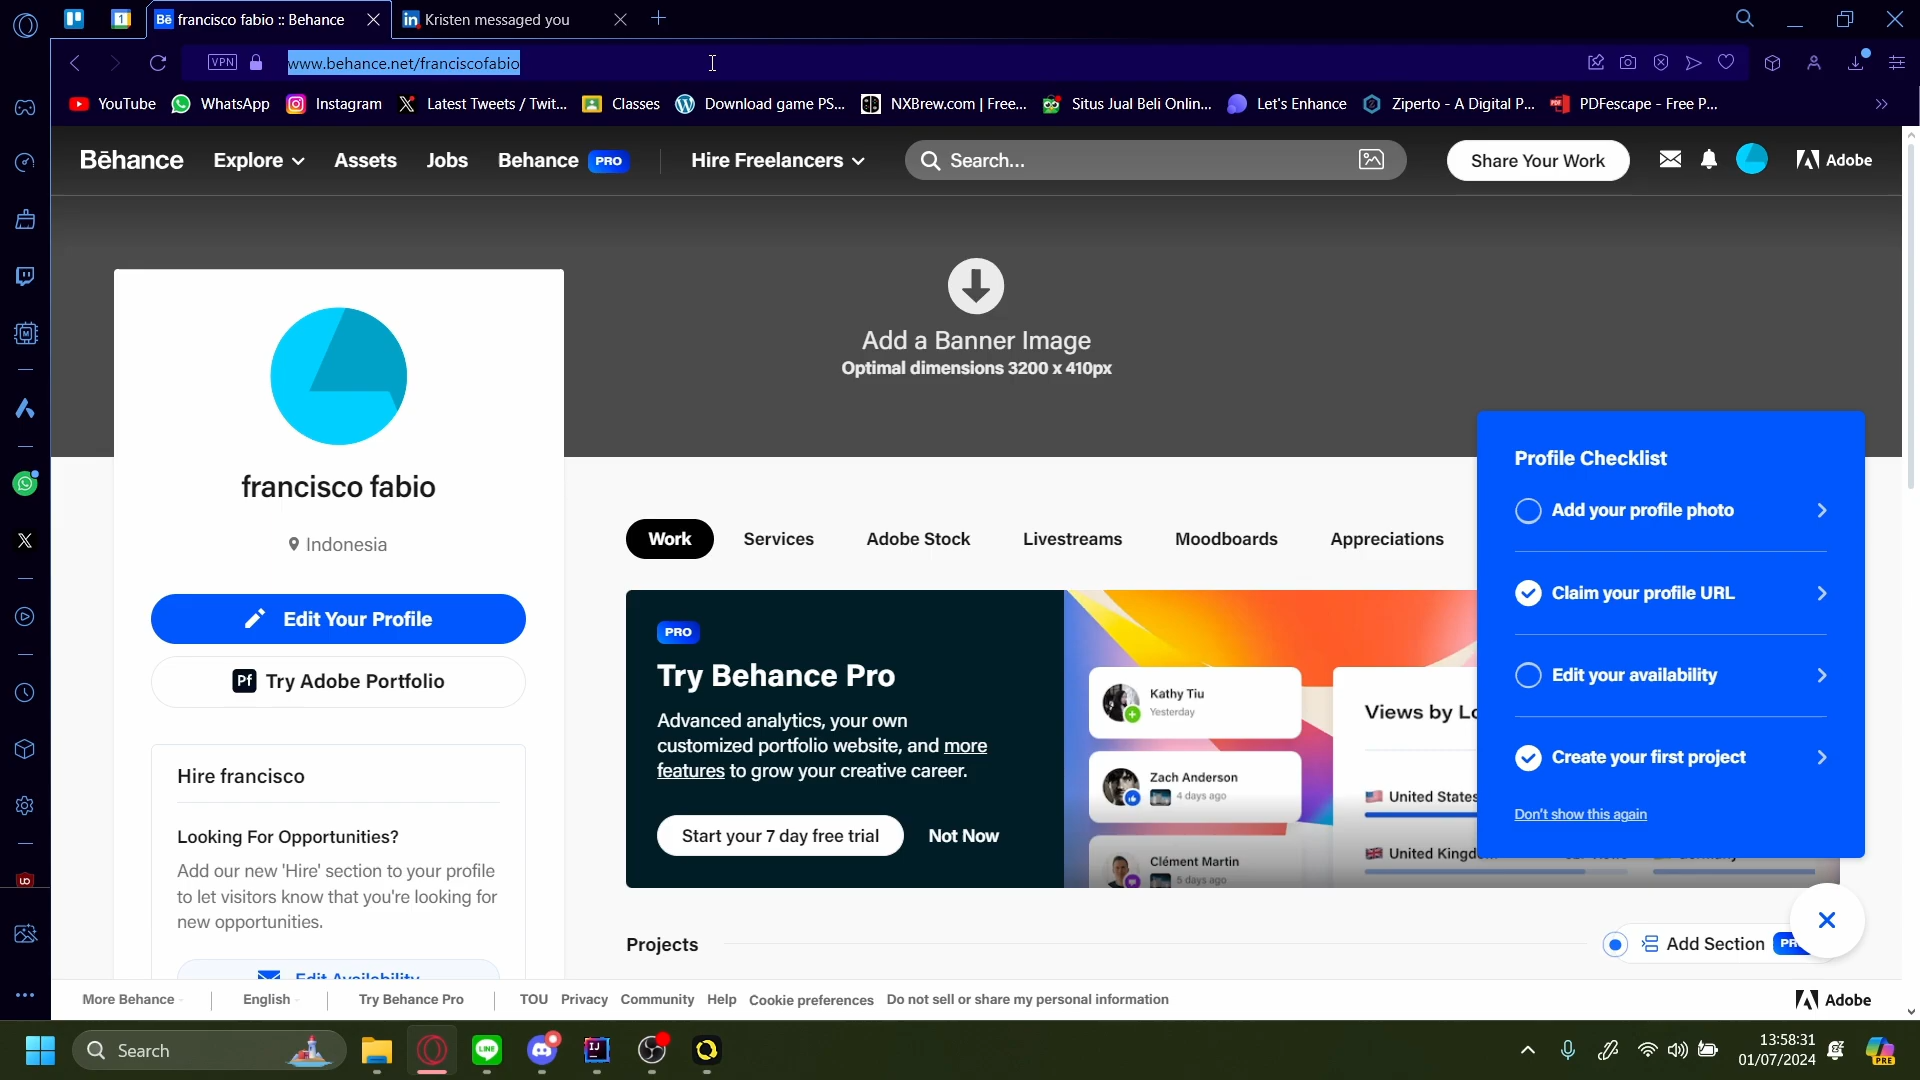 francisco fabio :: Behance
Kristen messaged you
VPN
www.behance.net/franciscofabio
YouTube
WhatsApp
Instagram
Latest Tweets / Twit...
Classes
Download game PS...
NXBrew.com | Free...
Situs Jual Beli Onlin...
Let's Enhance
Ziperto - A Digital P...
PDFescape - Free P...
Bēhance
Explore
Assets
Jobs
Behance PRO
Hire Freelancers
Search...
Share Your Work
Adobe
Add a Banner Image
Optimal dimensions 3200 x 410px
francisco fabio
Indonesia
Edit Your Profile
Pf Try Adobe Portfolio
Hire francisco
Looking For Opportunities?
Add our new 'Hire' section to your profile
to let visitors know that you're looking for
new opportunities.
Edit Availability
Work
Services
Adobe Stock
Livestreams
Moodboards
Appreciations
PRO
Try Behance Pro
Advanced analytics, your own
customized portfolio website, and more
features to grow your creative career.
Start your 7 day free trial
Not Now
Kathy Tiu
Yesterday
Zach Anderson
4 days ago
Clément Martin
5 days ago
Views by Lo
United States
United Kingd
Profile Checklist
Add your profile photo
Claim your profile URL
Edit your availability
Create your first project
Don't show this again
Projects
Add Section
More Behance
English
Try Behance Pro
TOU
Privacy
Community
Help
Cookie preferences
Do not sell or share my personal information
Adobe
Search
13:58:31
01/07/2024